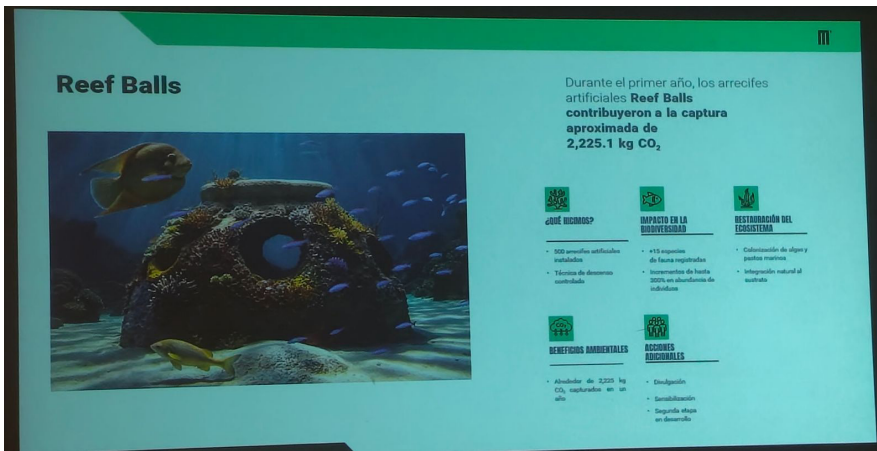 Reef Balls
Durante el primer año, los arrecifes
artificiales Reef Balls
contribuyeron a la captura
aproximada de
2,225.1 kg CO₂
¿QUÉ HICIMOS?
• 500 arrecifes artificiales
instalados
• Técnica de descenso
controlado
IMPACTO EN LA
BIODIVERSIDAD
• +15 especies
de fauna registradas
• Incrementos de hasta
300% en abundancia de
individuos
RESTAURACIÓN DEL
ECOSISTEMA
• Colonización de algas y
pastos marinos
• Integración natural al
sustrato
CO₂
BENEFICIOS AMBIENTALES
• Alrededor de 2,225 kg
CO₂ capturados en un
año
ACCIONES
ADICIONALES
• Divulgación
• Sensibilización
• Segunda etapa
en desarrollo